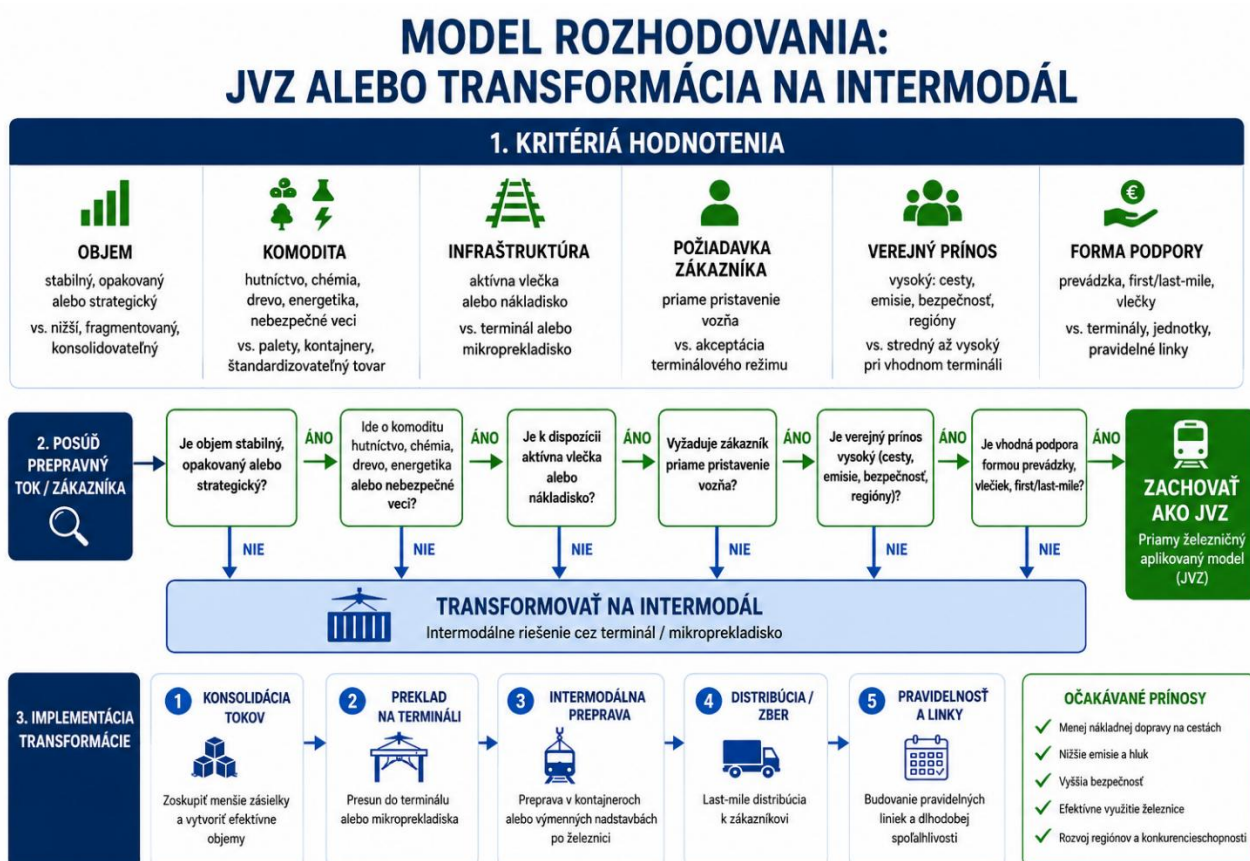 MODEL ROZHODOVANIA:
JVZ ALEBO TRANSFORMÁCIA NA INTERMODÁL
1. KRITÉRIÁ HODNOTENIA
OBJEM
stabilný, opakovaný
alebo strategický
vs. nižší, fragmentovaný,
konsolidovateľný
KOMODITA
hutníctvo, chémia,
drevo, energetika,
nebezpečné veci
vs. palety, kontajnery,
štandardizovateľný tovar
INFRAŠTRUKTÚRA
aktívna vlečka
alebo nákladisko
vs. terminál alebo
mikroprekladisko
POŽIADAVKA
ZÁKAZNÍKA
priame pristavenie
vozňa
vs. akceptácia
terminálového režimu
VEREJNÝ PRÍNOS
vysoký: cesty,
emisie, bezpečnosť,
regióny
vs. stredný až vysoký
pri vhodnom termináli
FORMA PODPORY
prevádzka, first/last-mile,
vlečky
vs. terminály, jednotky,
pravidelné linky
2. POSÚĎ
PREPRAVNÝ
TOK / ZÁKAZNÍKA
Je objem stabilný,
opakovaný alebo
strategický?
ÁNO
NIE
Ide o komoditu
hutníctvo, chémia,
drevo, energetika
alebo nebezpečné
veci?
ÁNO
NIE
Je k dispozícii
aktívna vlečka
alebo
nákladisko?
ÁNO
NIE
Vyžaduje zákazník
priame pristavenie
vozňa?
ÁNO
NIE
Je verejný prínos
vysoký (cesty,
emisie, bezpečnosť,
regióny)?
ÁNO
NIE
Je vhodná podpora
formou prevádzky,
vlečiek, first/last-mile?
ÁNO
NIE
ZACHOVAŤ
AKO JVZ
Priamy železničný
aplikovaný model
(JVZ)
TRANSFORMOVAŤ NA INTERMODÁL
Intermodálne riešenie cez terminál / mikroprekladisko
3. IMPLEMENTÁCIA
TRANSFORMÁCIE
1 KONSOLIDÁCIA
TOKOV
Zoskupiť menšie zásielky
a vytvoriť efektívne
objemy
2 PREKLAD
NA TERMINÁLI
Presun do terminálu
alebo mikroprekladiska
3 INTERMODÁLNA
PREPRAVA
Preprava v kontajneroch
alebo výmenných nadstavbách
po železnici
4 DISTRIBÚCIA /
ZBER
Last-mile distribúcia
k zákazníkovi
5 PRAVIDELNOSŤ
A LINKY
Budovanie pravidelných
liniek a dlhodobej
spoľahlivosti
OČAKÁVANÉ PRÍNOSY
Menej nákladnej dopravy na cestách
Nižšie emisie a hluk
Vyššia bezpečnosť
Efektívne využitie železnice
Rozvoj regiónov a konkurencieschopnosti